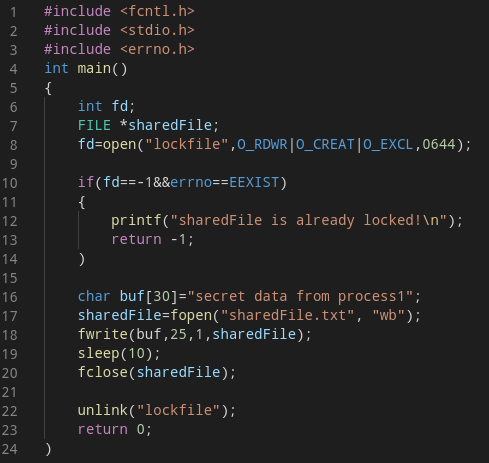 1 #include <fcntl.h>
2 #include <stdio.h>
3 #include <errno.h>
4 int main()
5 {
6     int fd;
7     FILE *sharedFile;
8     fd=open("lockfile",O_RDWR|O_CREAT|O_EXCL,0644);
9
10     if(fd==-1&&errno==EEXIST)
11     {
12         printf("sharedFile is already locked!\n");
13         return -1;
14     )
15
16     char buf[30]="secret data from process1";
17     sharedFile=fopen("sharedFile.txt", "wb");
18     fwrite(buf,25,1,sharedFile);
19     sleep(10);
20     fclose(sharedFile);
21
22     unlink("lockfile");
23     return 0;
24 )